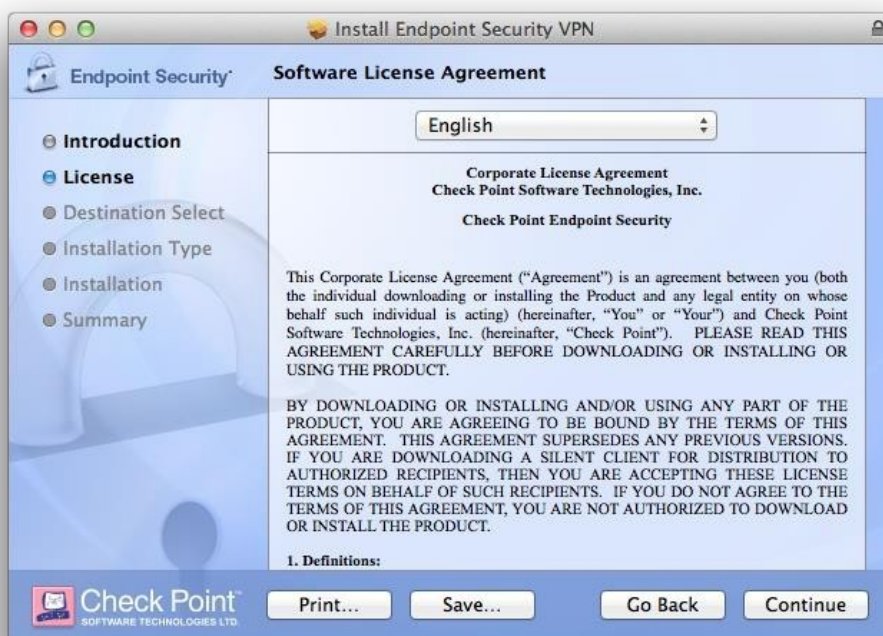 Install Endpoint Security VPN
Endpoint Security
Software License Agreement
Introduction
License
Destination Select
Installation Type
Installation
Summary
English
Corporate License Agreement
Check Point Software Technologies, Inc.
Check Point Endpoint Security
This Corporate License Agreement (“Agreement”) is an agreement between you (both
the individual downloading or installing the Product and any legal entity on whose
behalf such individual is acting) (hereinafter, “You” or “Your”) and Check Point
Software Technologies, Inc. (hereinafter, “Check Point”). PLEASE READ THIS
AGREEMENT CAREFULLY BEFORE DOWNLOADING OR INSTALLING OR
USING THE PRODUCT.
BY DOWNLOADING OR INSTALLING AND/OR USING ANY PART OF THE
PRODUCT, YOU ARE AGREEING TO BE BOUND BY THE TERMS OF THIS
AGREEMENT. THIS AGREEMENT SUPERSEDES ANY PREVIOUS VERSIONS.
IF YOU ARE DOWNLOADING A SILENT CLIENT FOR DISTRIBUTION TO
AUTHORIZED RECIPIENTS, THEN YOU ARE ACCEPTING THESE LICENSE
TERMS ON BEHALF OF SUCH RECIPIENTS. IF YOU DO NOT AGREE TO THE
TERMS OF THIS AGREEMENT, YOU ARE NOT AUTHORIZED TO DOWNLOAD
OR INSTALL THE PRODUCT.
1. Definitions:
Check Point
SOFTWARE TECHNOLOGIES LTD.
Print...
Save...
Go Back
Continue